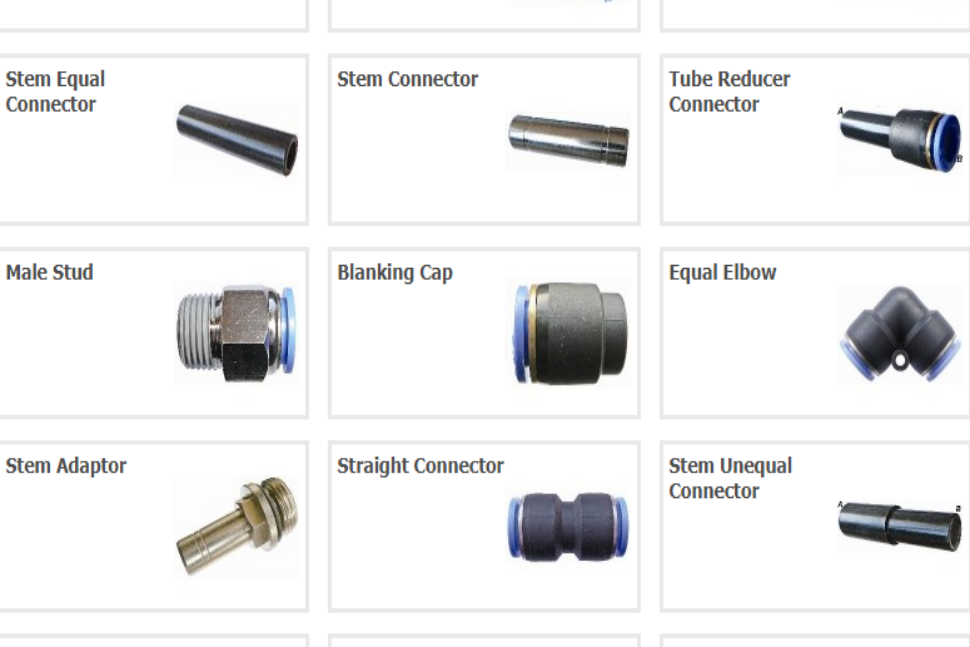 Stem Equal
Connector
Stem Connector
Tube Reducer
Connector
A
B
Male Stud
Blanking Cap
Equal Elbow
Stem Adaptor
Straight Connector
Stem Unequal
Connector
A
B